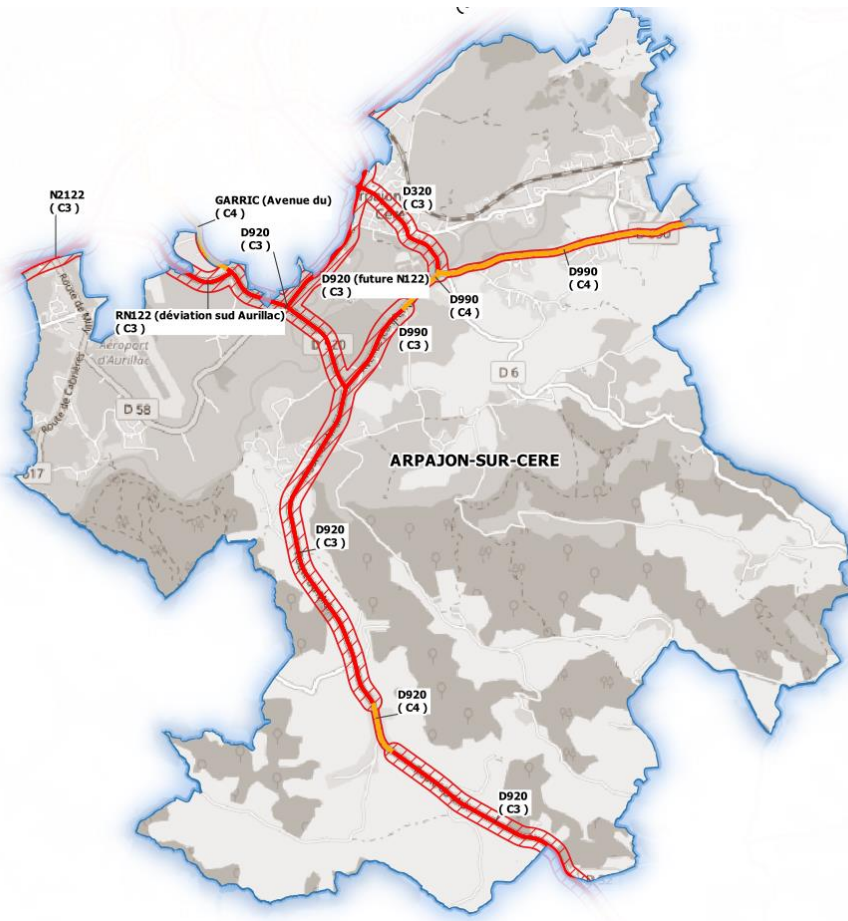 N2122
( C3 )
GARRIC (Avenue du)
( C4 )
D920
( C3 )
D320
( C3 )
D920 (future N122)
( C3 )
D990
( C4 )
D990
( C4 )
RN122 (déviation sud Aurillac)
( C3 )
D990
( C3 )
Aéroport
d'Aurillac
D 6
D 58
Route de Cabrières
ARPAJON-SUR-CERE
D920
( C3 )
D920
( C4 )
D920
( C3 )